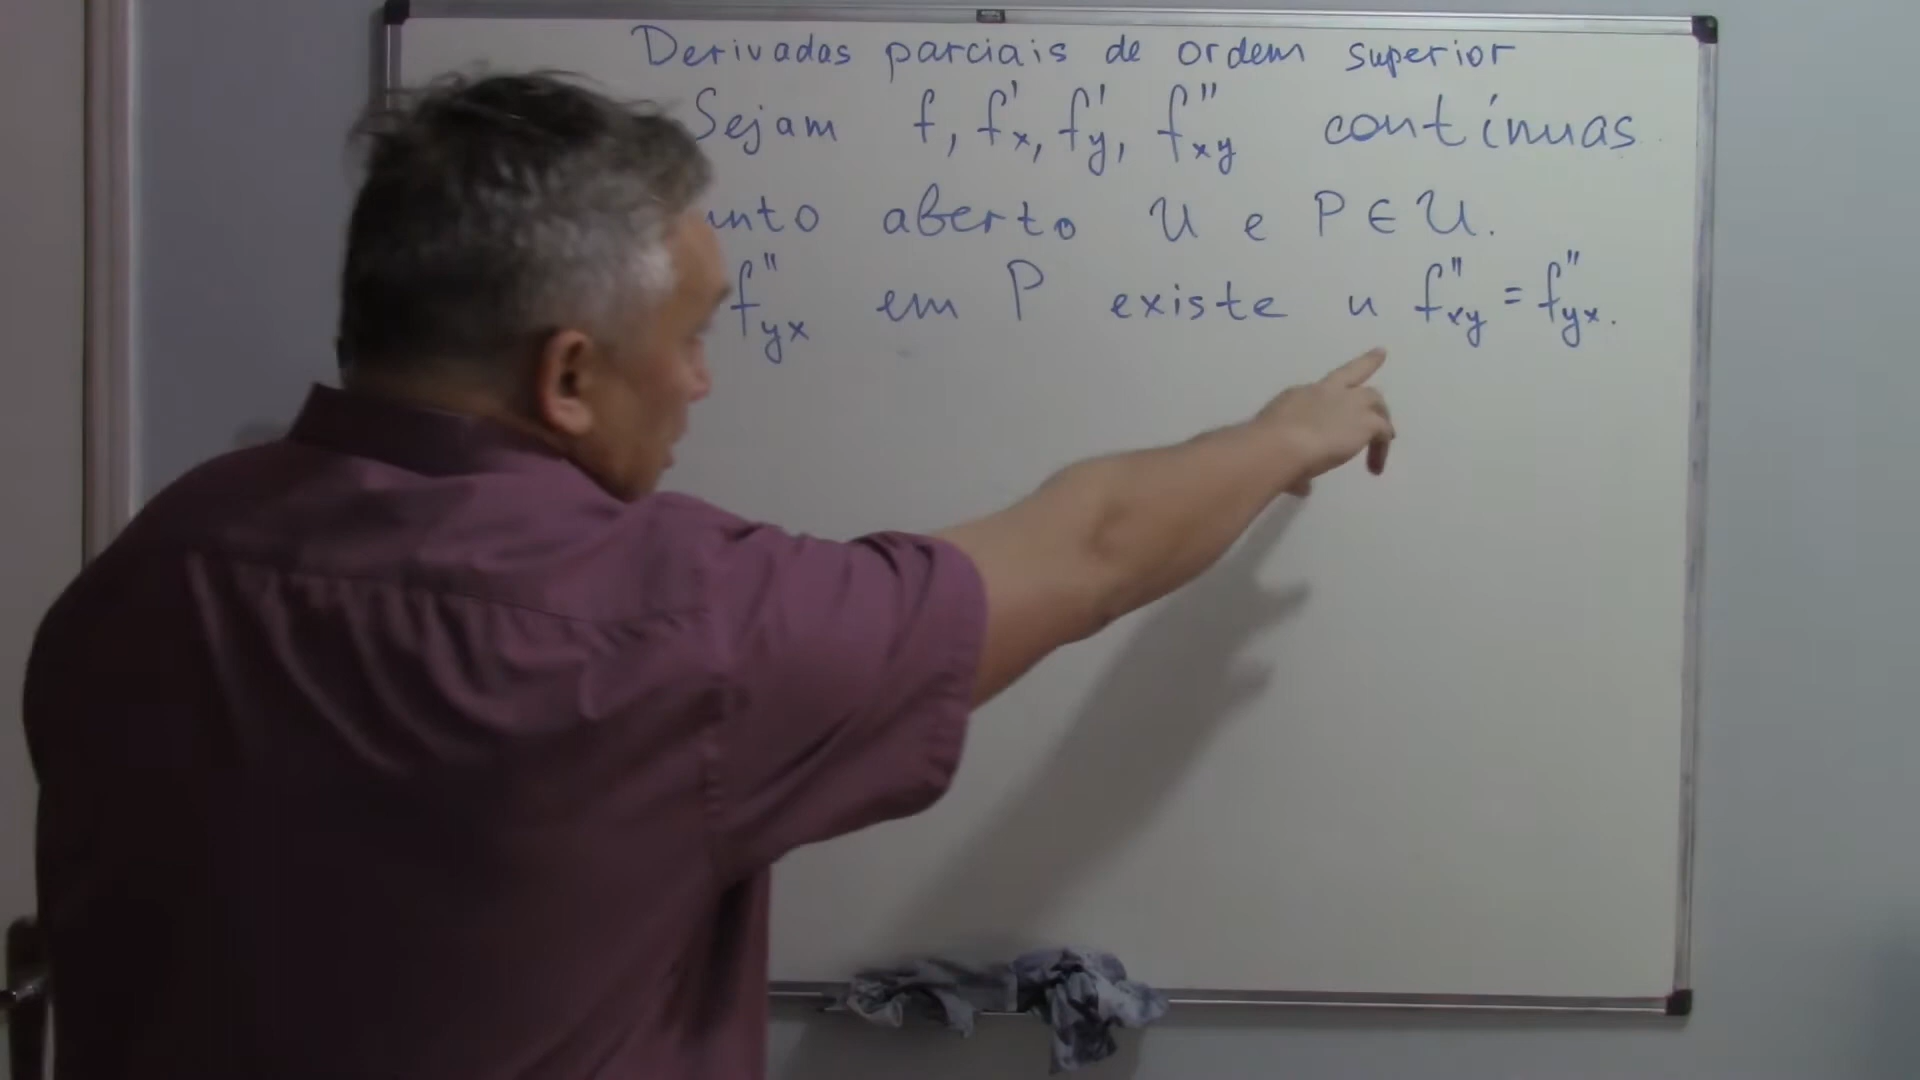 Derivadas parciais de ordem superior
Sejam f, f'x, f'y, f''xy contínuas
unto aberto U e P ∈ U.
f''yx em P existe и f''xy = f''yx.